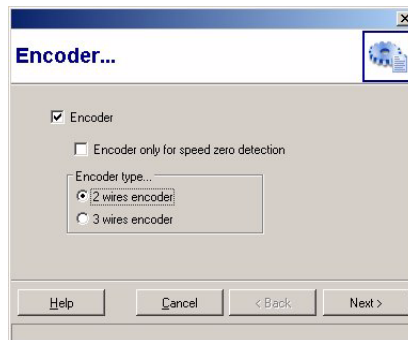 Encoder...
Encoder
Encoder only for speed zero detection
Encoder type...
2 wires encoder
3 wires encoder
Help Cancel < Back Next >